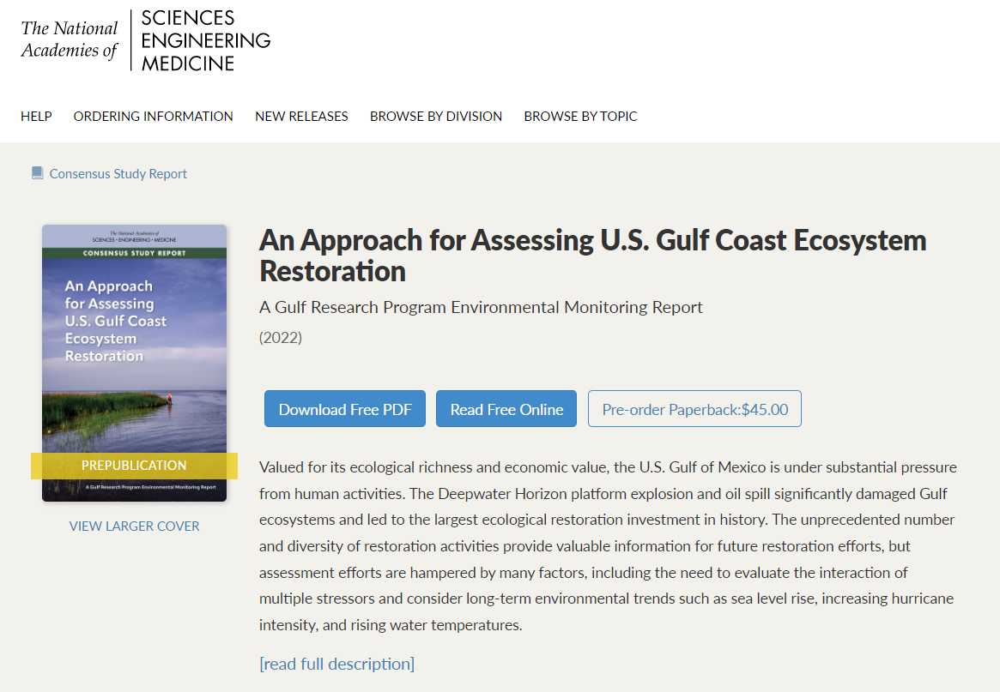 The National
Academies of
SCIENCES
ENGINEERING
MEDICINE
HELP
ORDERING INFORMATION
NEW RELEASES
BROWSE BY DIVISION
BROWSE BY TOPIC
Consensus Study Report
The National Academies of
SCIENCES • ENGINEERING • MEDICINE
CONSENSUS STUDY REPORT
An Approach
for Assessing
U.S. Gulf Coast
Ecosystem
Restoration
PREPUBLICATION
A Gulf Research Program Environmental Monitoring Report
VIEW LARGER COVER
An Approach for Assessing U.S. Gulf Coast Ecosystem
Restoration
A Gulf Research Program Environmental Monitoring Report
(2022)
Download Free PDF
Read Free Online
Pre-order Paperback:$45.00
Valued for its ecological richness and economic value, the U.S. Gulf of Mexico is under substantial pressure
from human activities. The Deepwater Horizon platform explosion and oil spill significantly damaged Gulf
ecosystems and led to the largest ecological restoration investment in history. The unprecedented number
and diversity of restoration activities provide valuable information for future restoration efforts, but
assessment efforts are hampered by many factors, including the need to evaluate the interaction of
multiple stressors and consider long-term environmental trends such as sea level rise, increasing hurricane
intensity, and rising water temperatures.
[read full description]